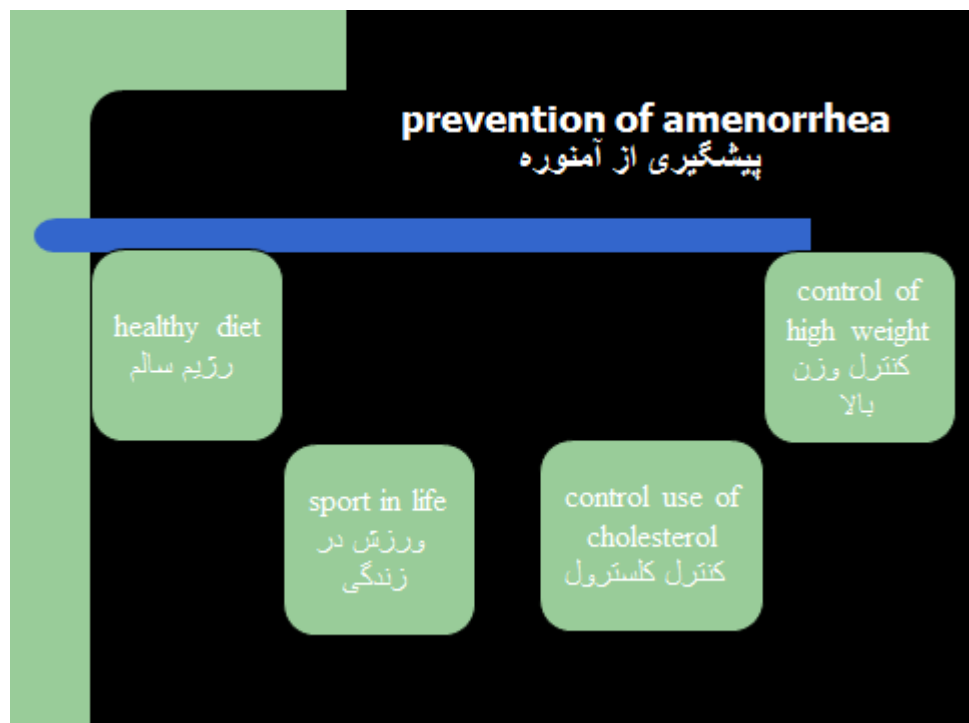 prevention of amenorrhea
پیشگیری از آمنوره
healthy diet
رژیم سالم
sport in life
ورزش در
زندگی
control use of
cholesterol
کنترل کلسترول
control of
high weight
کنترل وزن
بالا